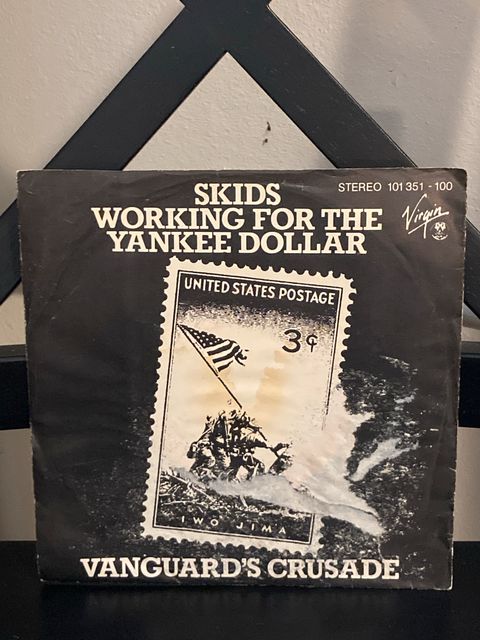 SKIDS
STEREO 101 351 - 100
WORKING FOR THE
Virgin
YANKEE DOLLAR
UNITED STATES POSTAGE
3¢
IWO JIMA
VANGUARD'S CRUSADE